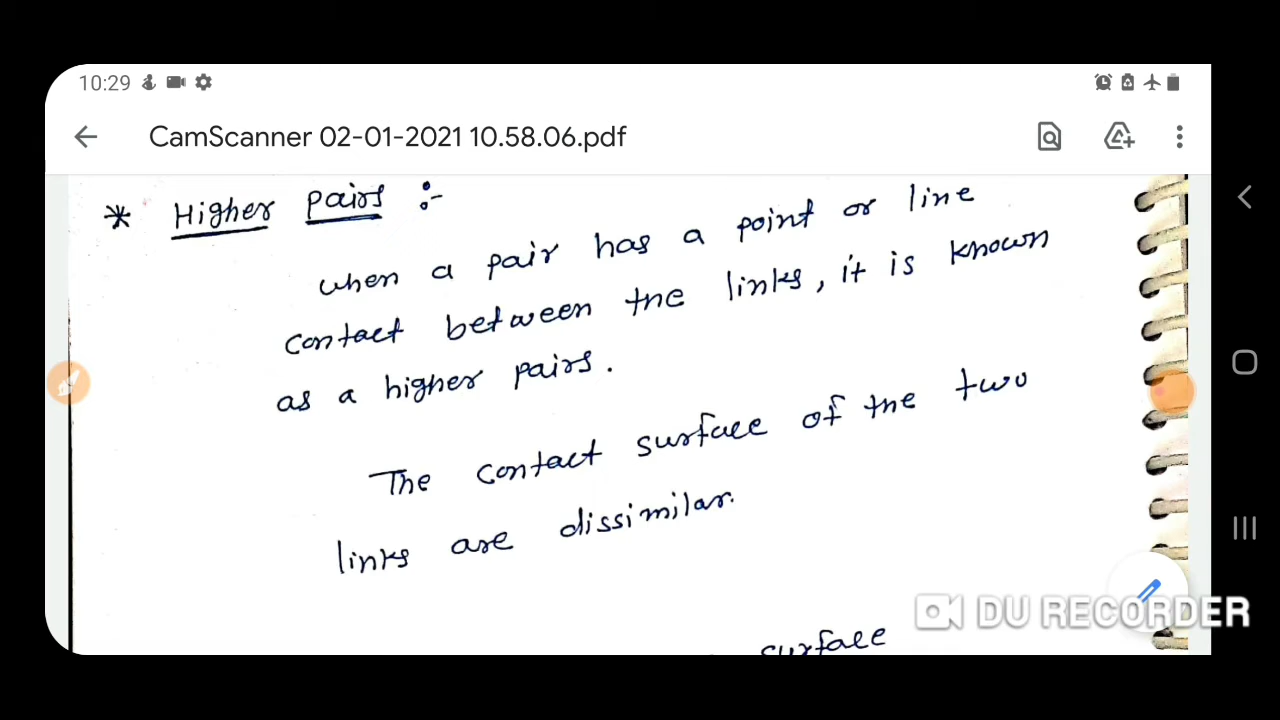 10:29
CamScanner 02-01-2021 10.58.06.pdf
* Higher pairs :-
when a pair has a point or line
contact between the links, it is known
as a higher pairs.
The contact surface of the two
links are dissimilar.
surface
DU RECORDER